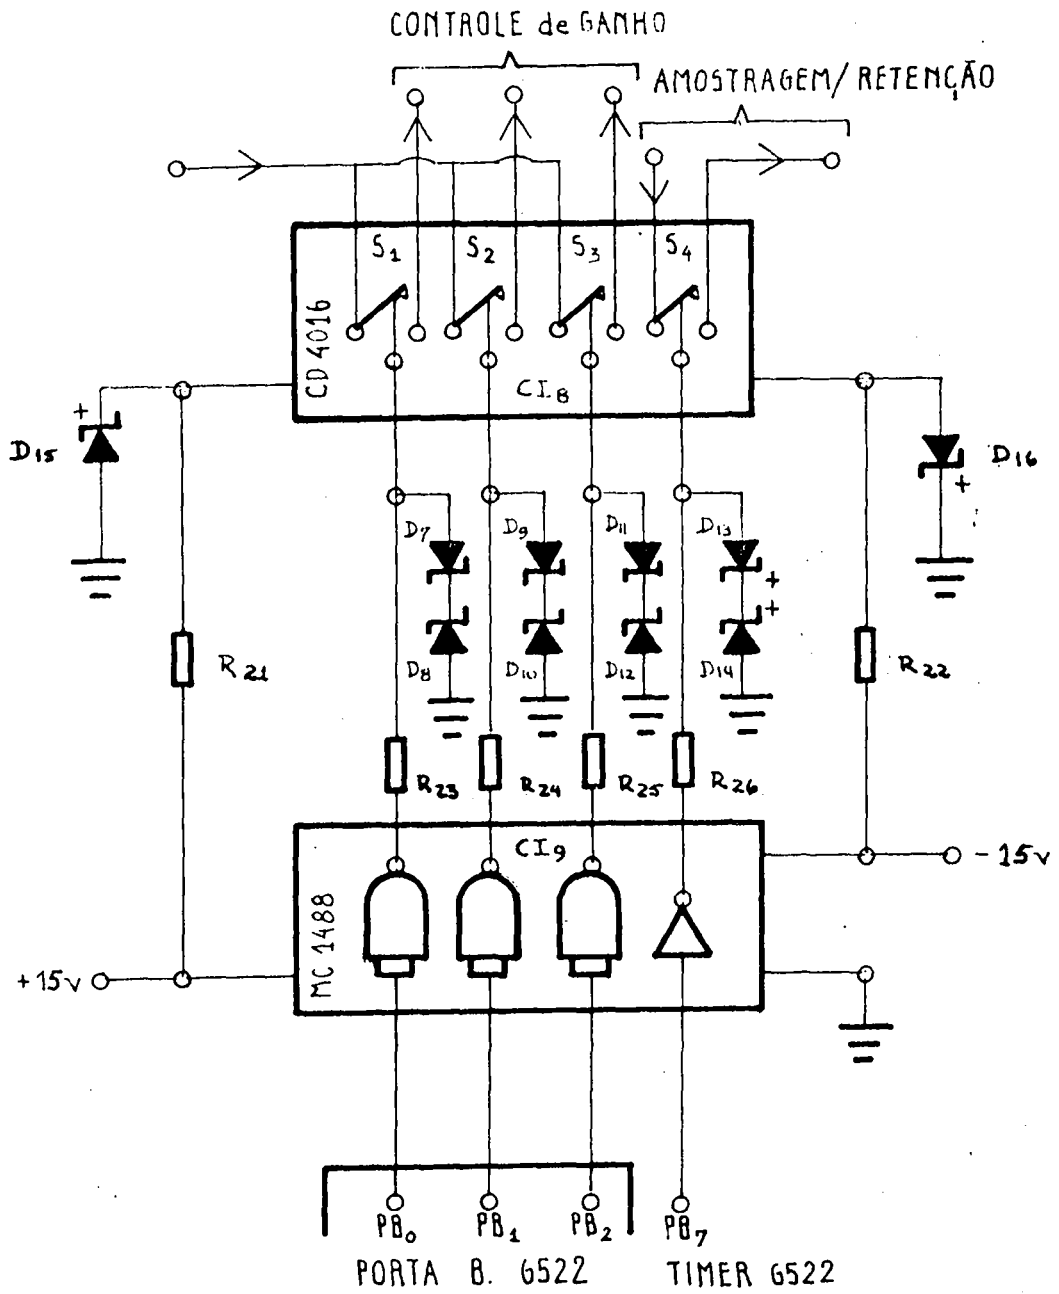 CONTROLE de GANHO
AMOSTRAGEM/RETENÇÃO
S1 S2 S3 S4
CD 4016
CI8
D15
D16
D7 D9 D11 D13
D8 D10 D12 D14
R21
R22
R23 R24 R25 R26
CI9
MC 1488
-15v
+15v
PB0 PB1 PB2 PB7
PORTA B. 6522 TIMER 6522